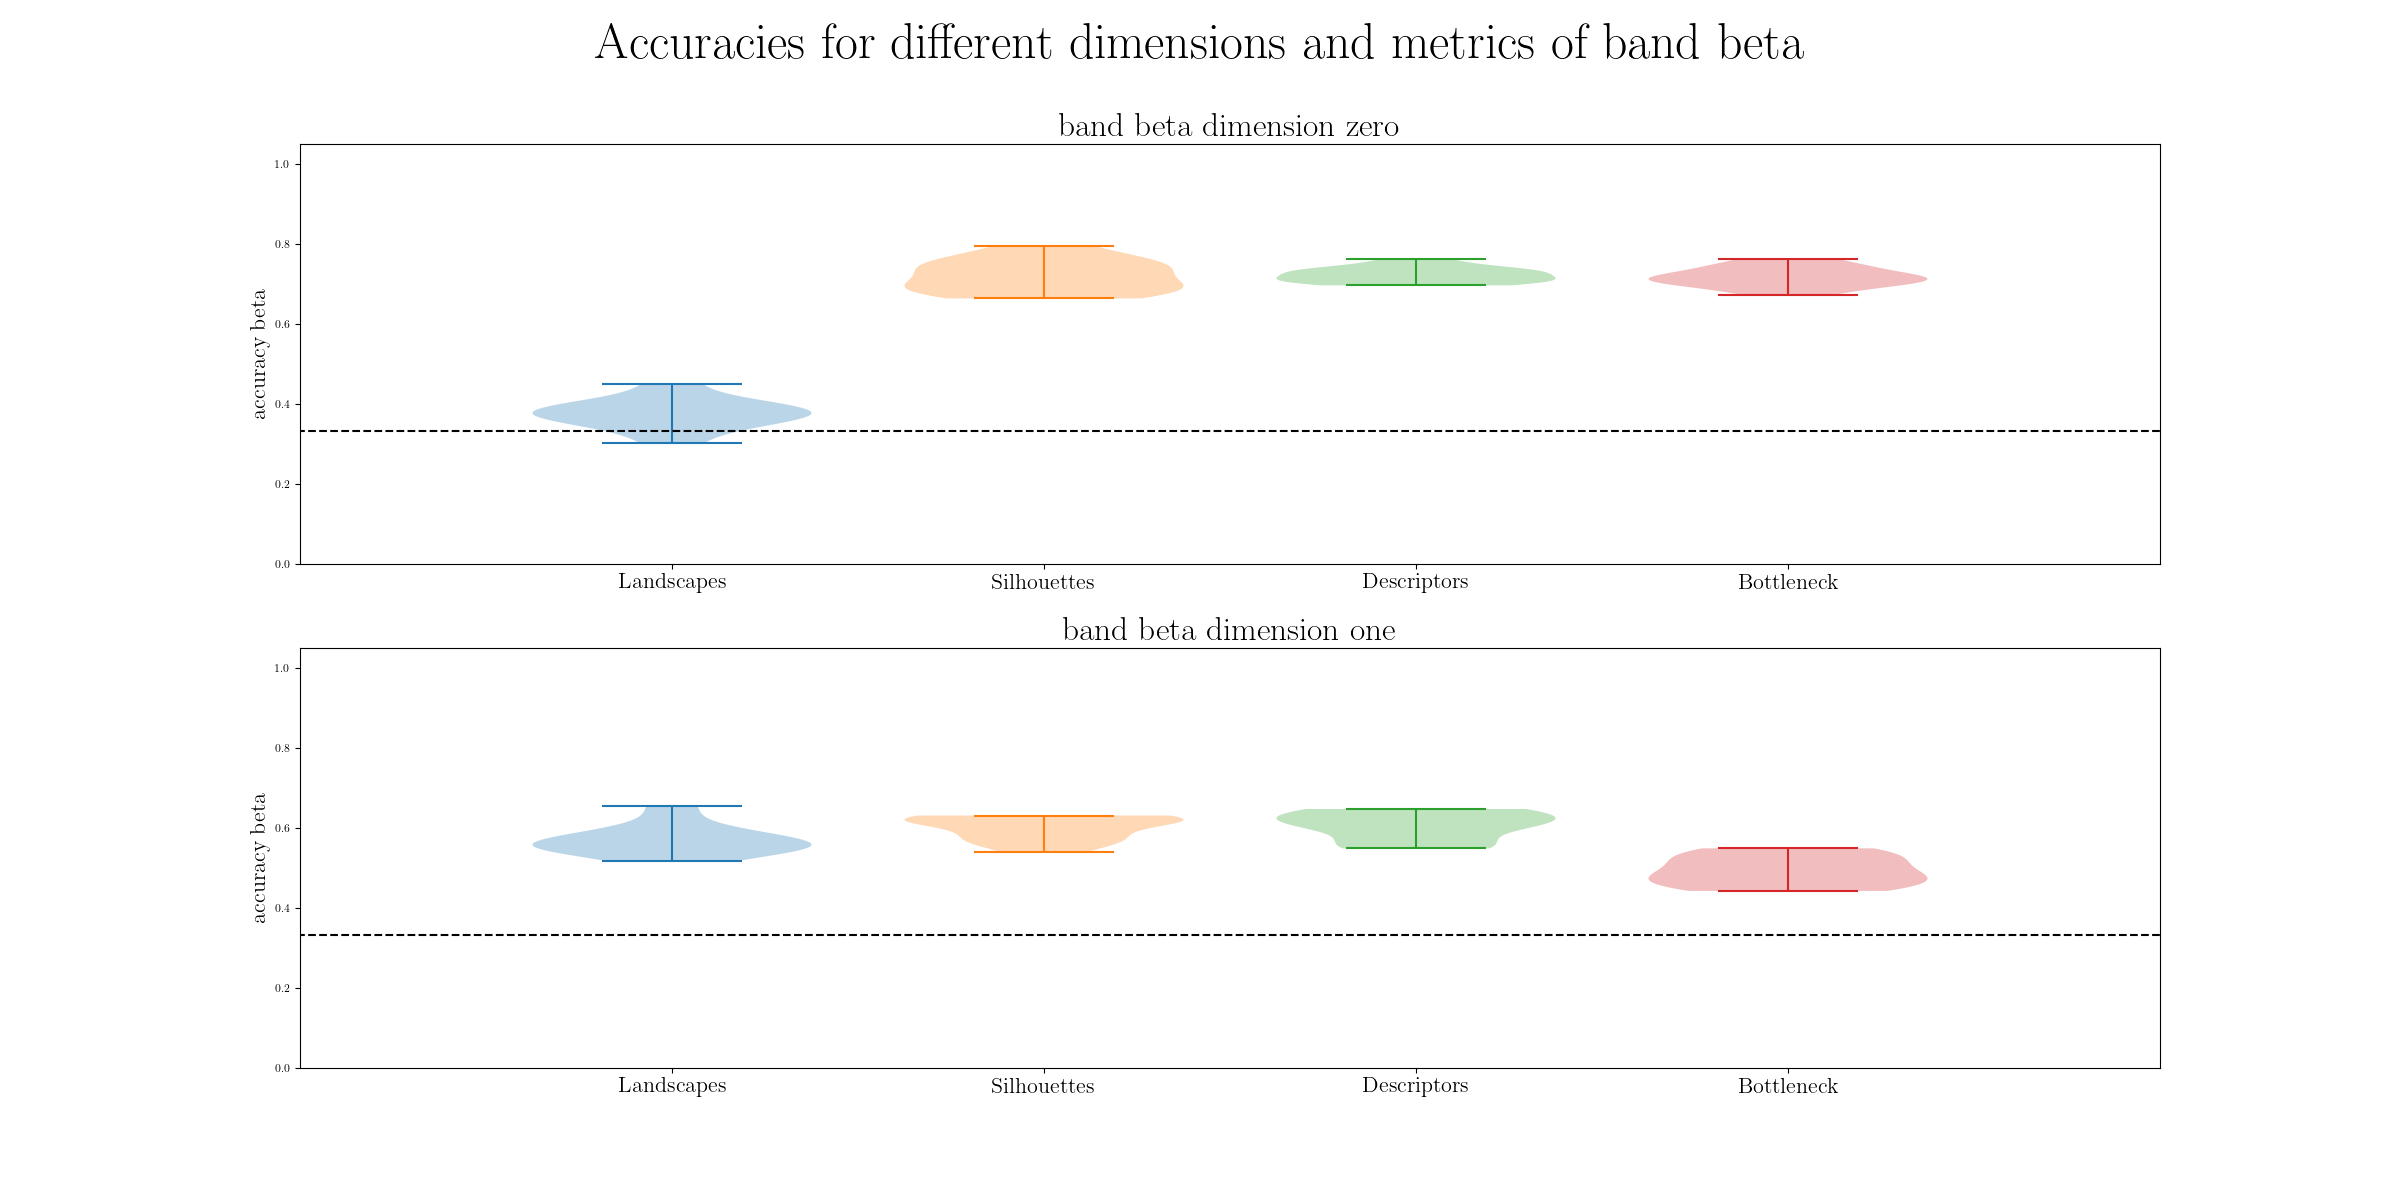 Accuracies for different dimensions and metrics of band beta
band beta dimension zero
accuracy beta
1.0
0.8
0.6
0.4
0.2
0.0
Landscapes Silhouettes Descriptors Bottleneck
band beta dimension one
accuracy beta
1.0
0.8
0.6
0.4
0.2
0.0
Landscapes Silhouettes Descriptors Bottleneck